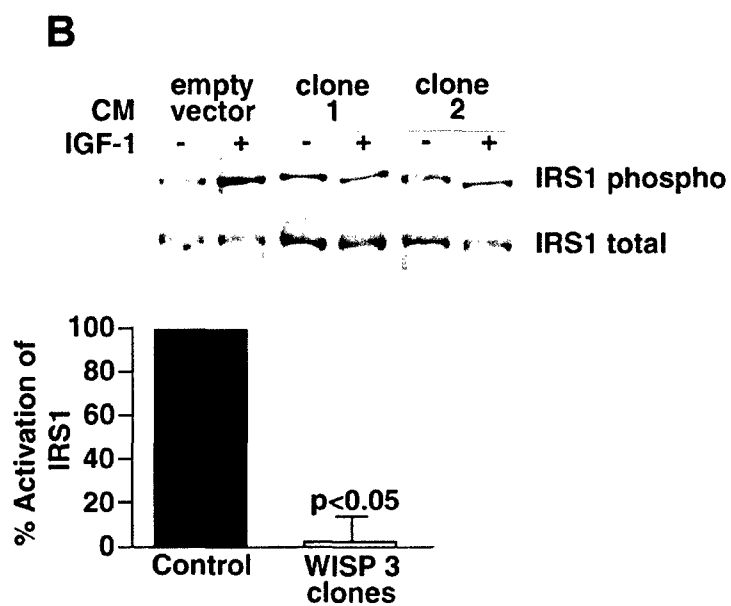 B
empty clone clone
CM vector 1 2
IGF-1 - + - + - +
IRS1 phospho
IRS1 total
% Activation of
IRS1
100
80
60
40
20
0
p<0.05
Control WISP 3
clones